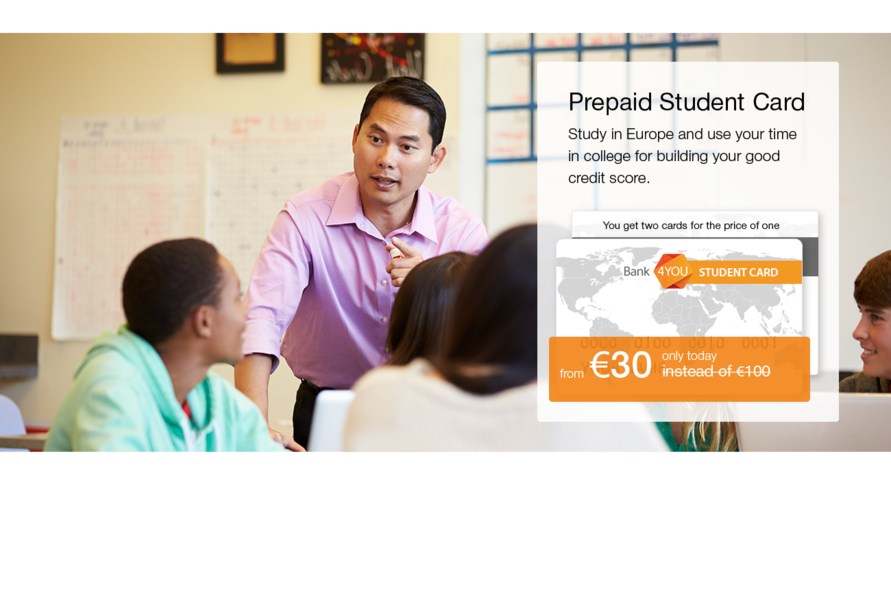 Prepaid Student Card
Study in Europe and use your time
in college for building your good
credit score.
You get two cards for the price of one
Bank 4YOU STUDENT CARD
0000 0100 0010 0001
from €30 only today
instead of €100